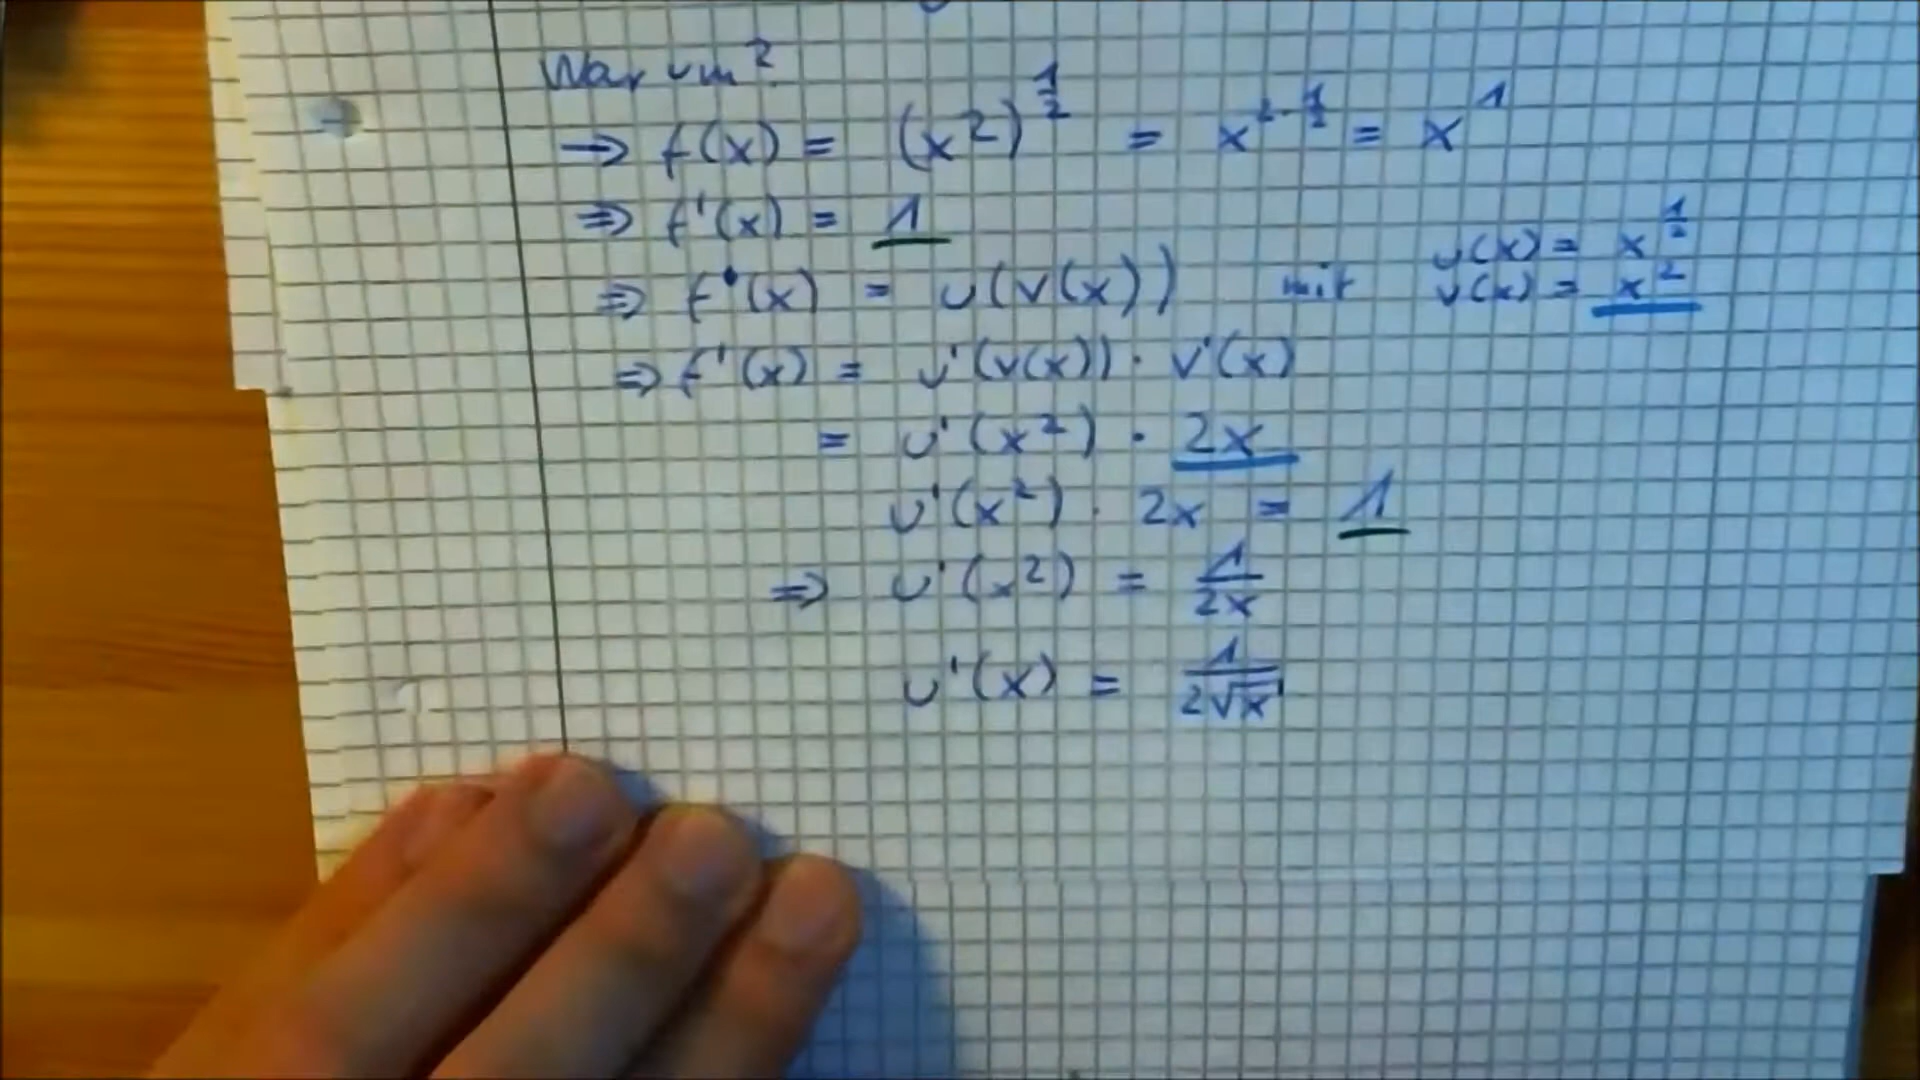 Warum?
→ f(x) = (x²)^½ = x^2·½ = x^1
⇒ f'(x) = 1
⇒ f(x) = u(v(x)) mit u(x) = x^½
v(x) = x²
⇒ f'(x) = u'(v(x)) · v'(x)
= u'(x²) · 2x
u'(x²) · 2x = 1
⇒ u'(x²) = 1/2x
u'(x) = 1/2√x